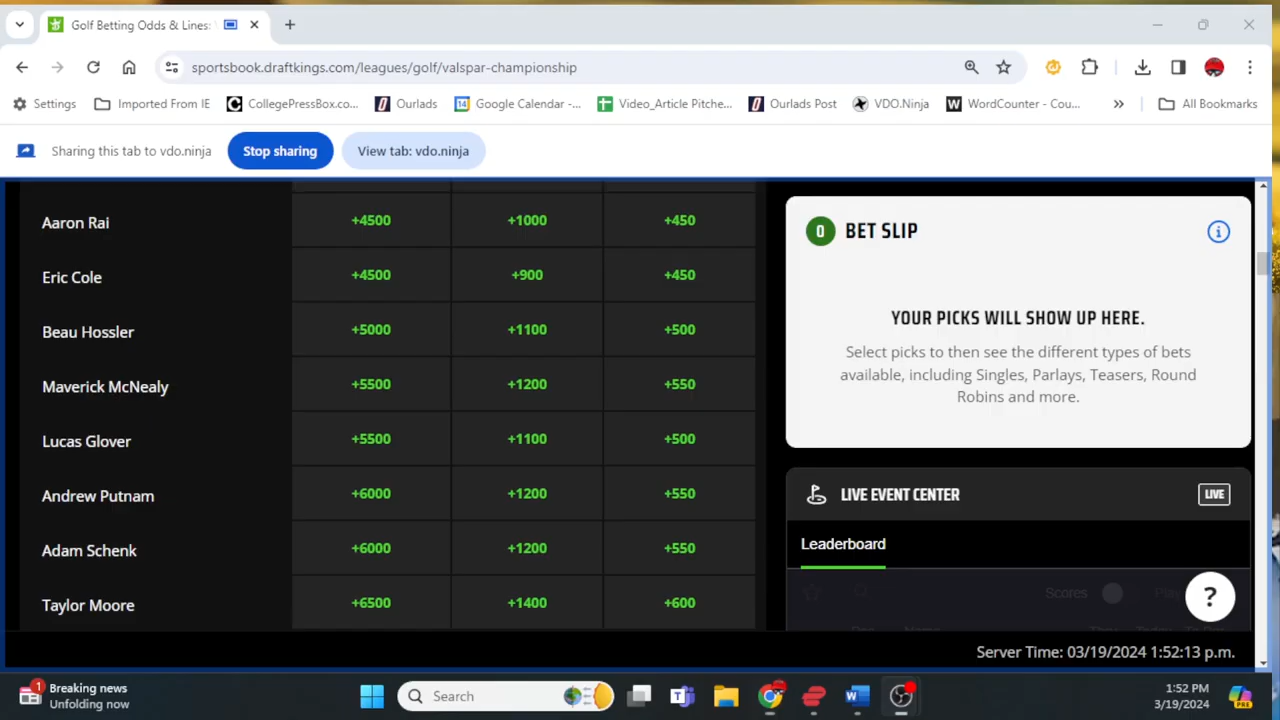 Golf Betting Odds & Lines:
sportsbook.draftkings.com/leagues/golf/valspar-championship
Settings
Imported From IE
CollegePressBox.co...
Ourlads
Google Calendar -...
Video_Article Pitche...
Ourlads Post
VDO.Ninja
WordCounter - Cou...
All Bookmarks
Sharing this tab to vdo.ninja
Stop sharing
View tab: vdo.ninja
Aaron Rai +4500 +1000 +450
Eric Cole +4500 +900 +450
Beau Hossler +5000 +1100 +500
Maverick McNealy +5500 +1200 +550
Lucas Glover +5500 +1100 +500
Andrew Putnam +6000 +1200 +550
Adam Schenk +6000 +1200 +550
Taylor Moore +6500 +1400 +600
0 BET SLIP
YOUR PICKS WILL SHOW UP HERE.
Select picks to then see the different types of bets
available, including Singles, Parlays, Teasers, Round
Robins and more.
LIVE EVENT CENTER LIVE
Leaderboard
Scores
?
Server Time: 03/19/2024 1:52:13 p.m.
1
Breaking news
Unfolding now
Search
PRE
1:52 PM
3/19/2024